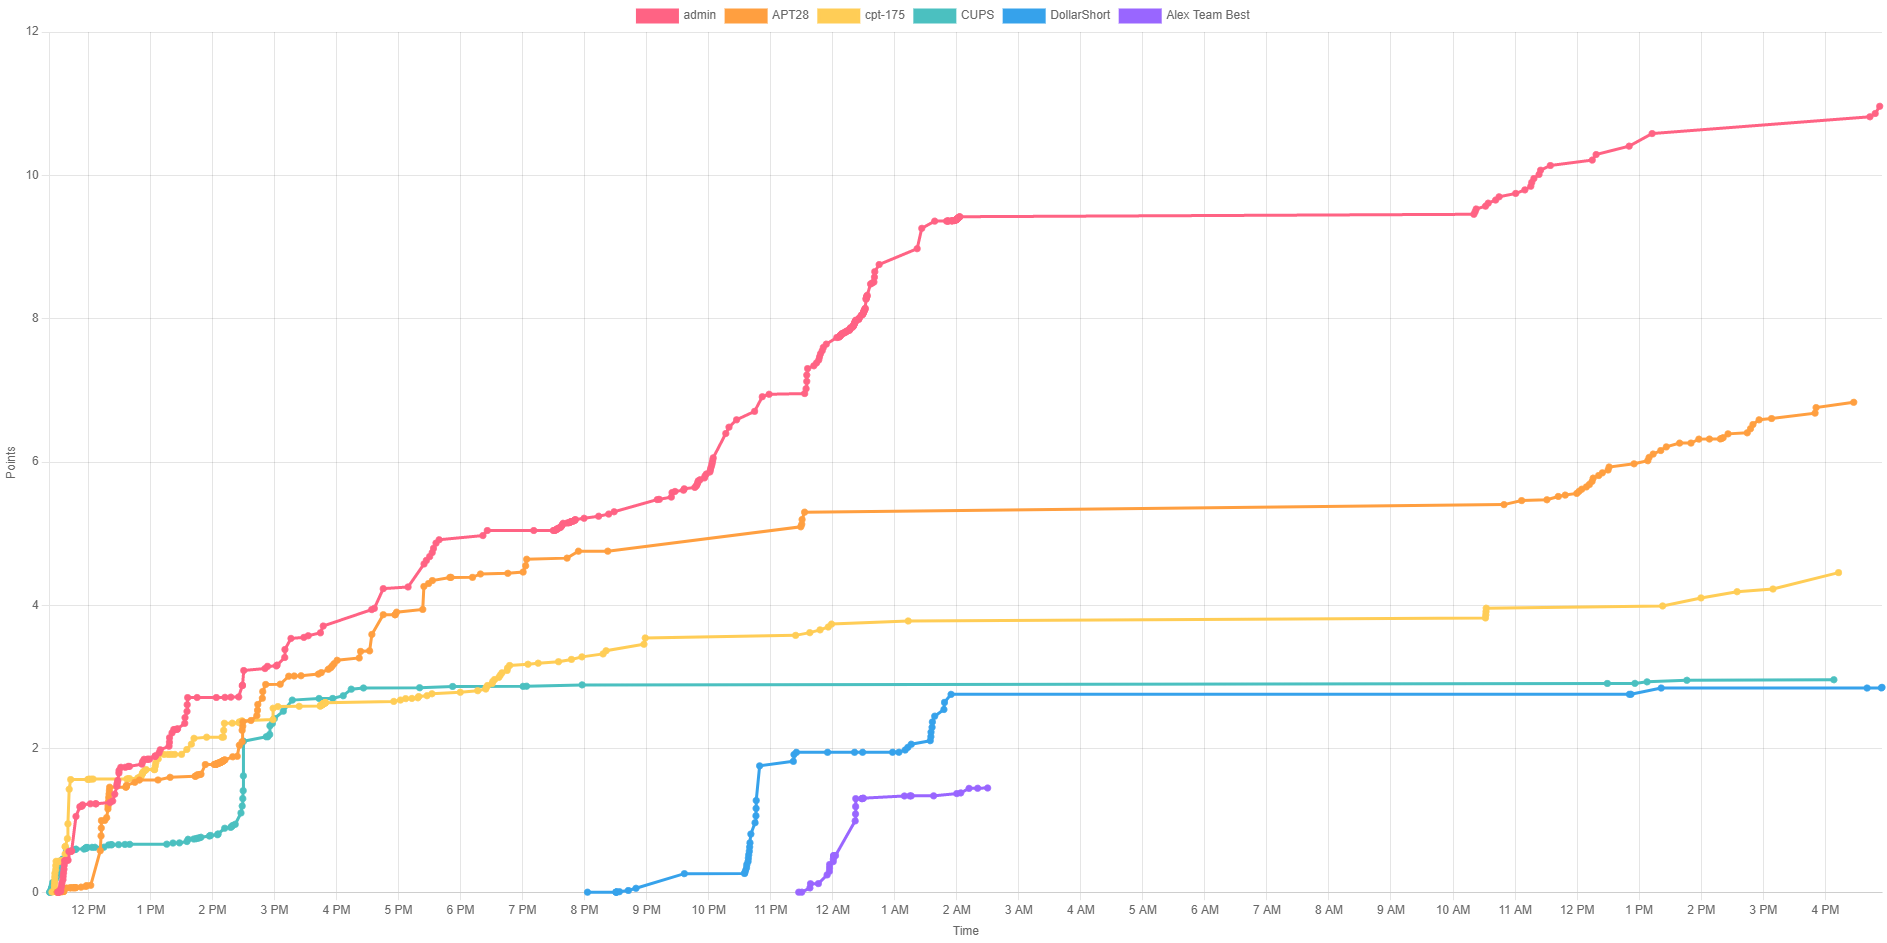 admin APT28 cpt-175 CUPS DollarShort Alex Team Best
12
10
8
6
4
2
0
Points
12 PM 1 PM 2 PM 3 PM 4 PM 5 PM 6 PM 7 PM 8 PM 9 PM 10 PM 11 PM 12 AM 1 AM 2 AM 3 AM 4 AM 5 AM 6 AM 7 AM 8 AM 9 AM 10 AM 11 AM 12 PM 1 PM 2 PM 3 PM 4 PM
Time